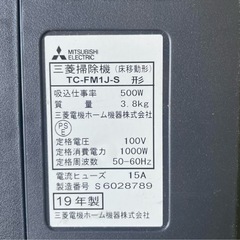 MITSUBISHI
ELECTRIC
三菱掃除機 (床移動形)
TC-FM1J-S 形
吸込仕事率 500W
質量 3.8kg
三菱電機ホーム機器株式会社
PS
E
定格電圧 100V
定格消費電力 1000W
定格周波数 50-60Hz
電流ヒューズ 15A
製造番号 S6028789
19年製
三菱電機ホーム機器株式会社